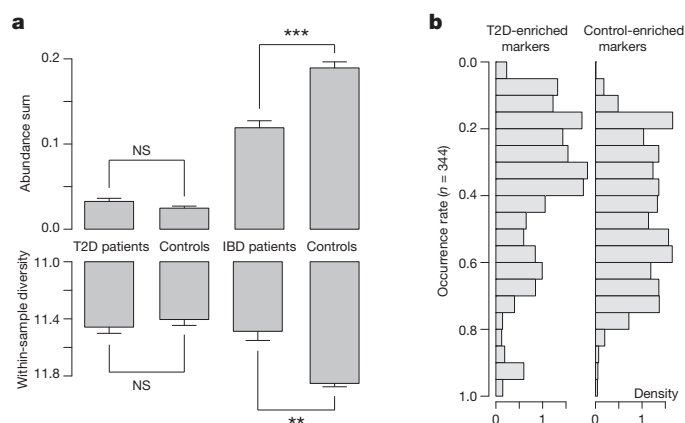 a
***
0.2
Abundance sum
0.1
NS
0.0
T2D patients Controls IBD patients Controls
11.0
Within-sample diversity
11.4
11.8
NS
**
b
T2D-enriched markers
Control-enriched markers
0.0
0.2
Occurrence rate (n = 344)
0.4
0.6
0.8
1.0
Density
0 1
0 1